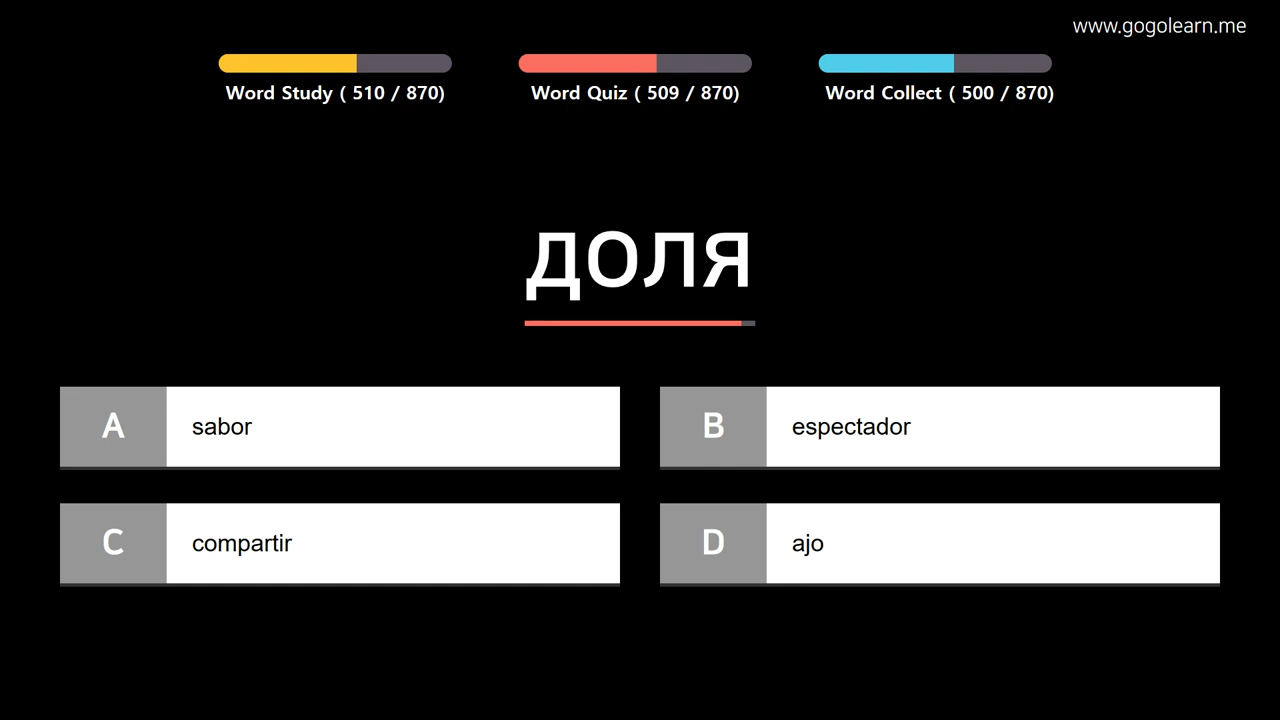 www.gogolearn.me
Word Study ( 510 / 870)
Word Quiz ( 509 / 870)
Word Collect ( 500 / 870)
доля
A sabor
B espectador
C compartir
D ajo